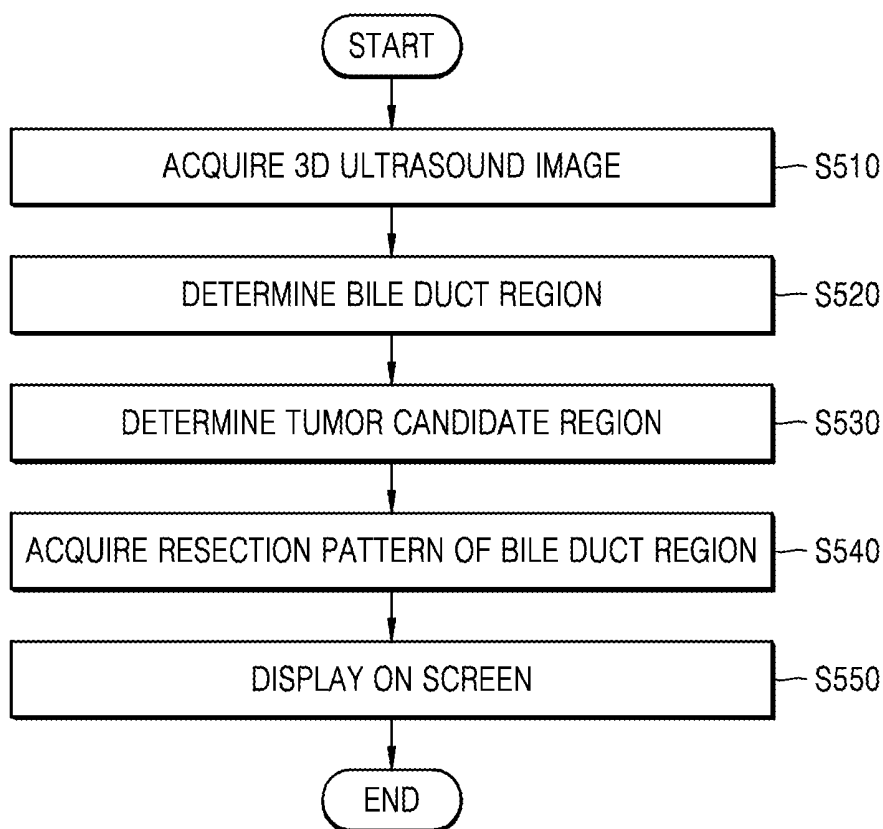 START
ACQUIRE 3D ULTRASOUND IMAGE S510
DETERMINE BILE DUCT REGION S520
DETERMINE TUMOR CANDIDATE REGION S530
ACQUIRE RESECTION PATTERN OF BILE DUCT REGION S540
DISPLAY ON SCREEN S550
END